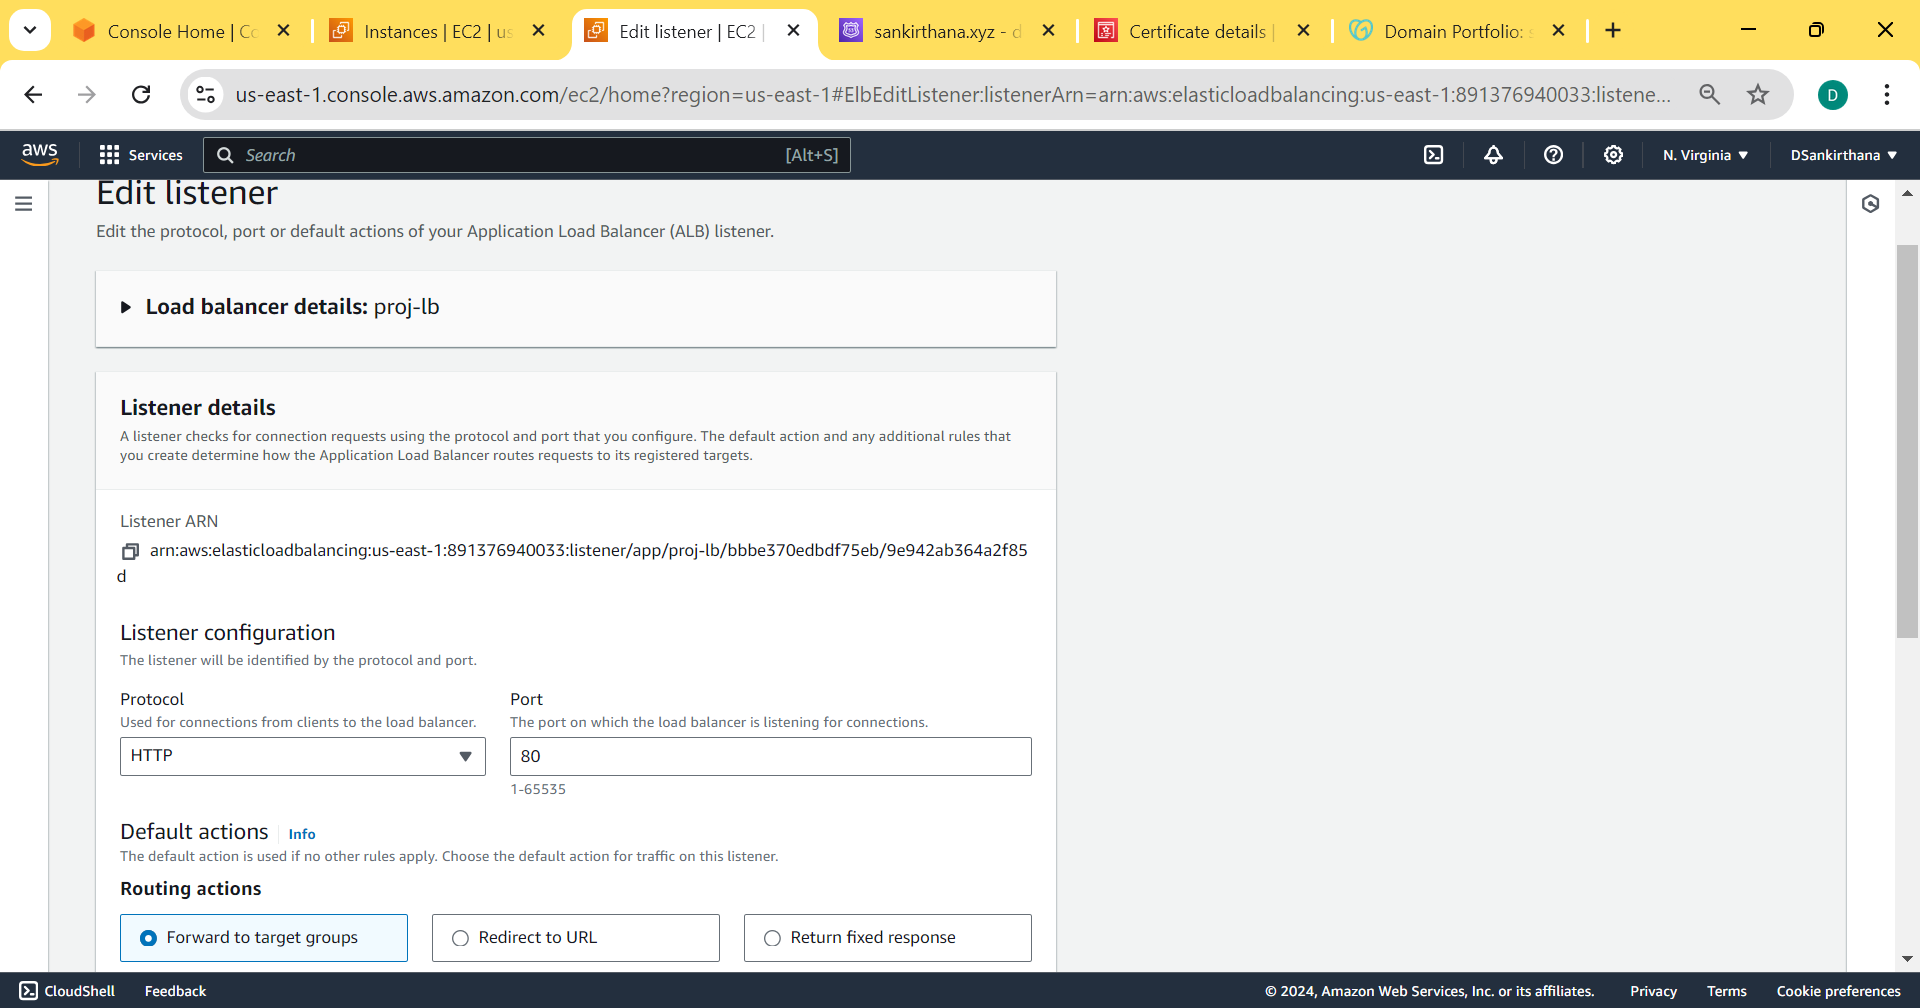 Console Home | Co
Instances | EC2 | us
Edit listener | EC2 |
sankirthana.xyz - d
Certificate details |
Domain Portfolio: s
us-east-1.console.aws.amazon.com/ec2/home?region=us-east-1#ElbEditListener:listenerArn=arn:aws:elasticloadbalancing:us-east-1:891376940033:listene...
D
aws
Services
Search
[Alt+S]
N. Virginia
DSankirthana
Edit listener
Edit the protocol, port or default actions of your Application Load Balancer (ALB) listener.
Load balancer details: proj-lb
Listener details
A listener checks for connection requests using the protocol and port that you configure. The default action and any additional rules that
you create determine how the Application Load Balancer routes requests to its registered targets.
Listener ARN
arn:aws:elasticloadbalancing:us-east-1:891376940033:listener/app/proj-lb/bbbe370edbdf75eb/9e942ab364a2f85
d
Listener configuration
The listener will be identified by the protocol and port.
Protocol
Used for connections from clients to the load balancer.
HTTP
Port
The port on which the load balancer is listening for connections.
80
1-65535
Default actions
Info
The default action is used if no other rules apply. Choose the default action for traffic on this listener.
Routing actions
Forward to target groups
Redirect to URL
Return fixed response
CloudShell
Feedback
© 2024, Amazon Web Services, Inc. or its affiliates.
Privacy
Terms
Cookie preferences